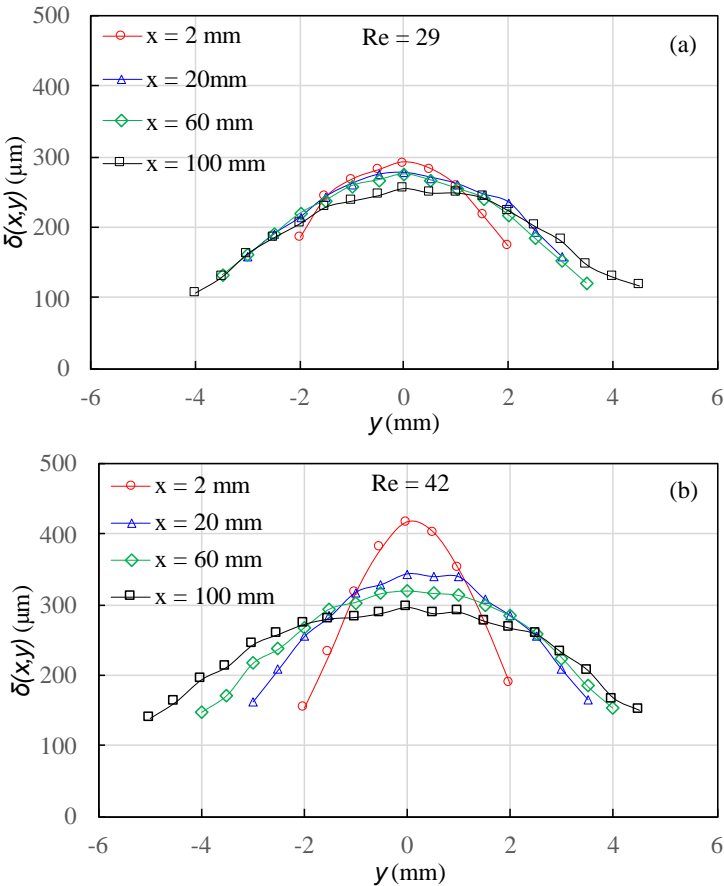 500
400
300
200
100
0
δ(x,y) (μm)
x = 2 mm
x = 20mm
x = 60 mm
x = 100 mm
Re = 29
(a)
-6
-4
-2
0
2
4
6
y (mm)
500
400
300
200
100
0
δ(x,y) (μm)
x = 2 mm
x = 20 mm
x = 60 mm
x = 100 mm
Re = 42
(b)
-6
-4
-2
0
2
4
6
y (mm)